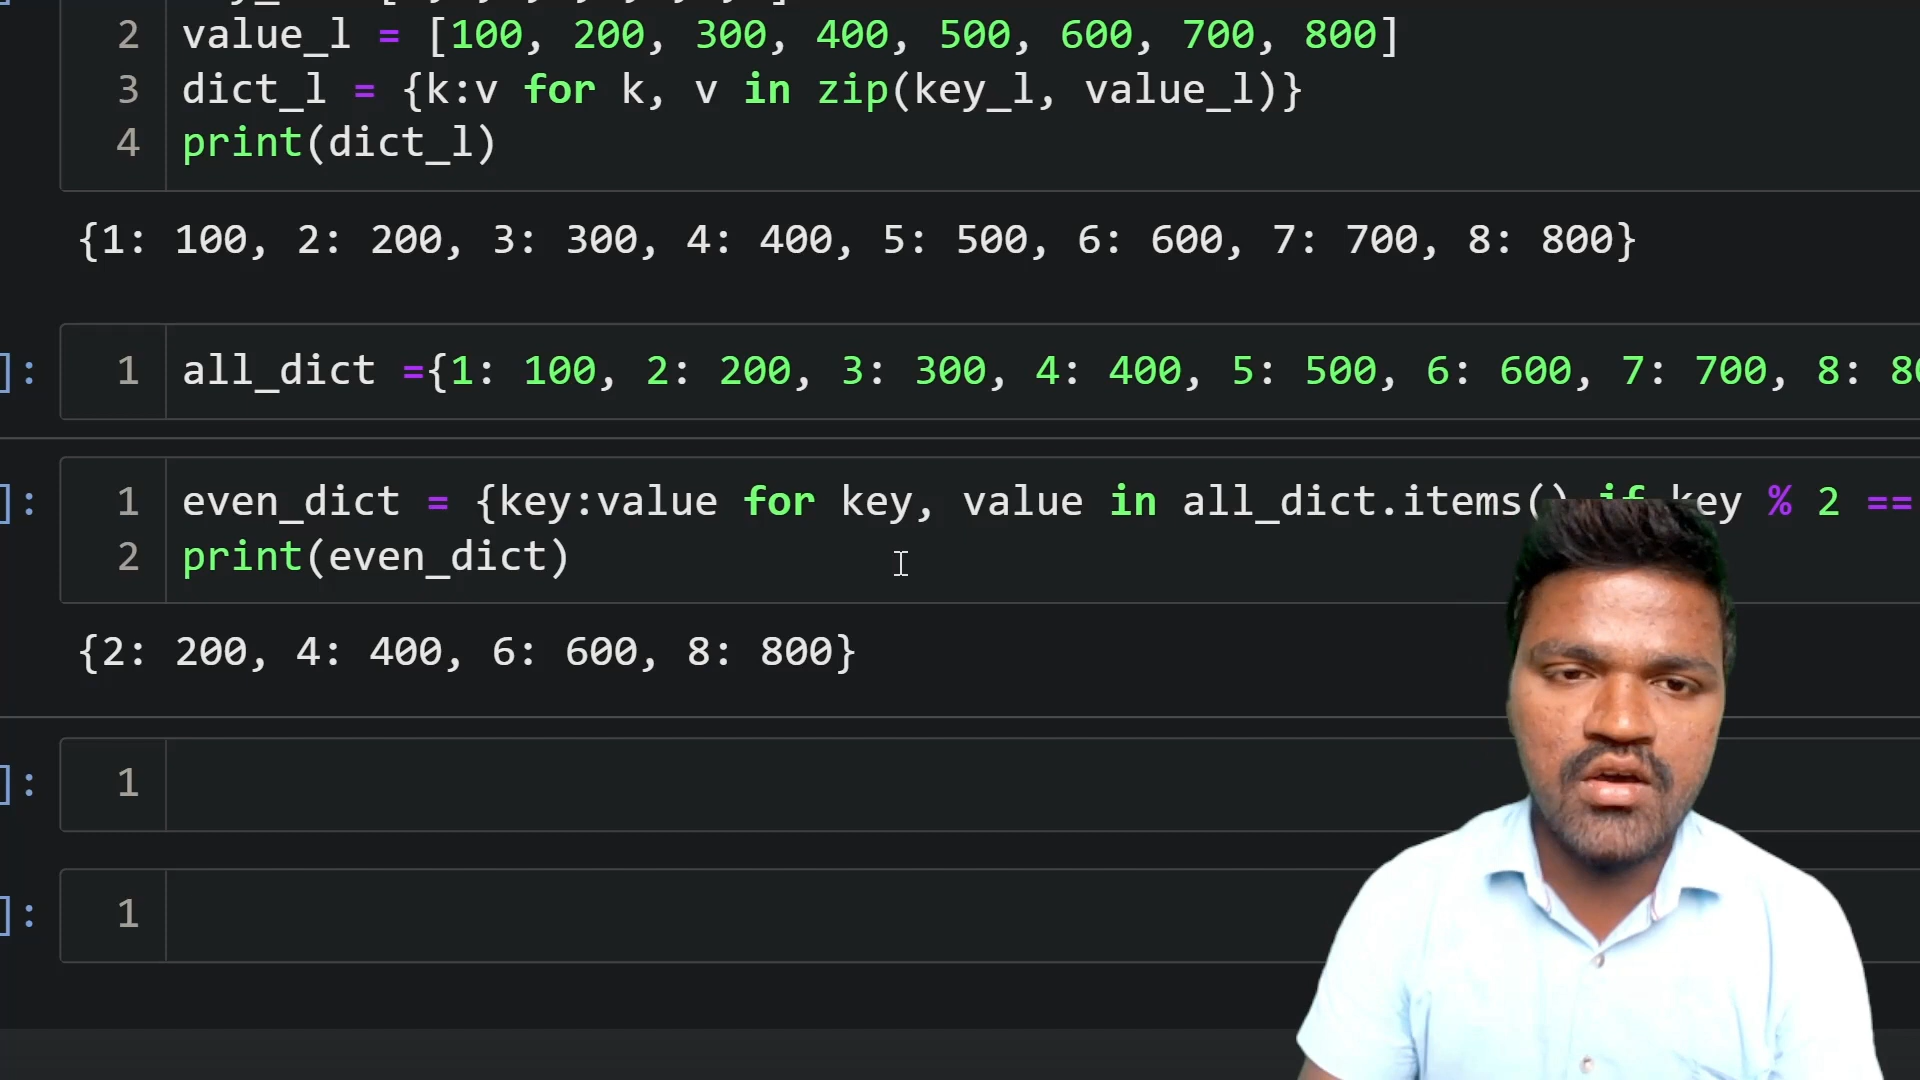 2 value_l = [100, 200, 300, 400, 500, 600, 700, 800]
3 dict_l = {k:v for k, v in zip(key_l, value_l)}
4 print(dict_l)
{1: 100, 2: 200, 3: 300, 4: 400, 5: 500, 6: 600, 7: 700, 8: 800}
]: 1 all_dict ={1: 100, 2: 200, 3: 300, 4: 400, 5: 500, 6: 600, 7: 700, 8:
]: 1 even_dict = {key:value for key, value in all_dict.items() if key % 2 ==
2 print(even_dict)
{2: 200, 4: 400, 6: 600, 8: 800}
]: 1
]: 1